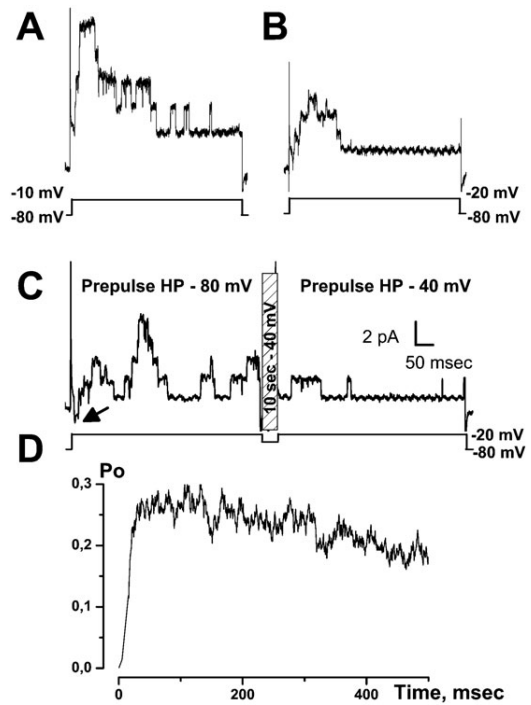 A
B
-10 mV
-80 mV
-20 mV
-80 mV
C
Prepulse HP - 80 mV
10 sec - 40 mV
Prepulse HP - 40 mV
2 pA
50 msec
-20 mV
-80 mV
D
Po
0,3
0,2
0,1
0,0
0
200
400
Time, msec